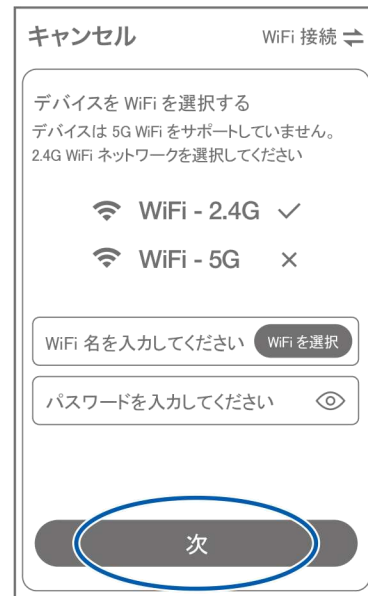 キャンセル WiFi 接続
デバイスを WiFi を選択する
デバイスは 5G WiFi をサポートしていません。
2.4G WiFi ネットワークを選択してください
WiFi - 2.4G
WiFi - 5G
WiFi 名を入力してください WiFi を選択
パスワードを入力してください
次